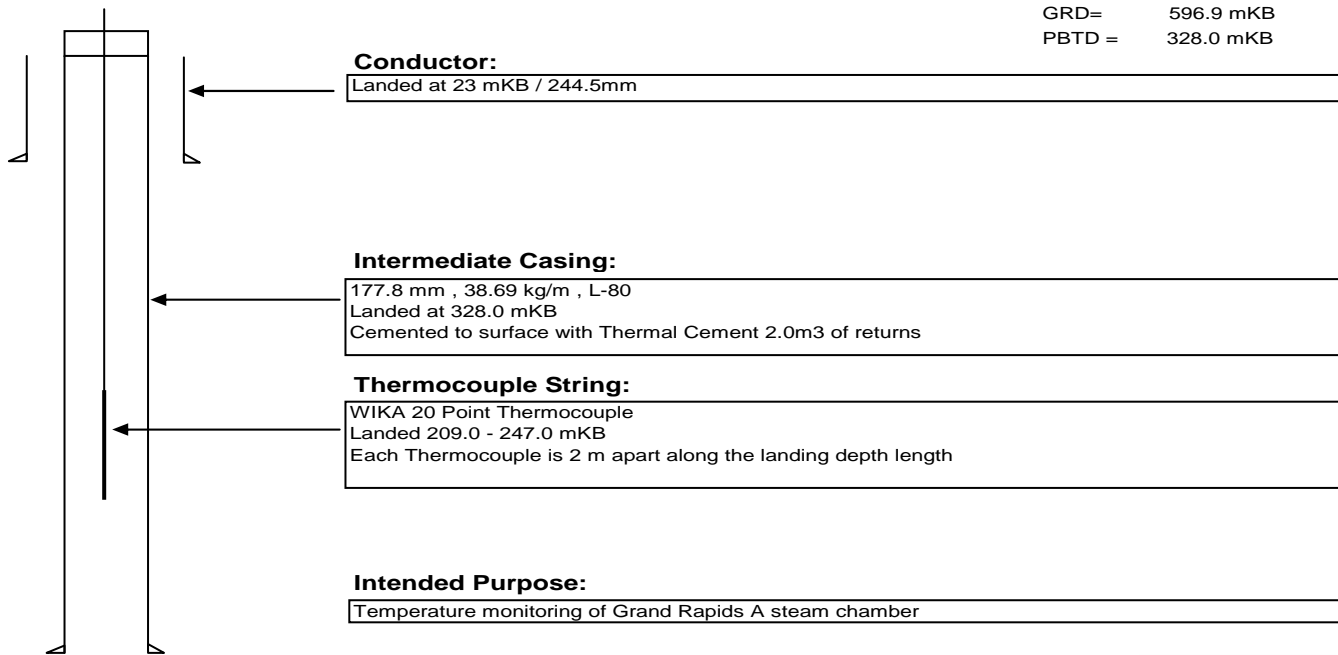 GRD= 596.9 mKB
PBTD = 328.0 mKB
Conductor:
Landed at 23 mKB / 244.5mm
Intermediate Casing:
177.8 mm , 38.69 kg/m , L-80
Landed at 328.0 mKB
Cemented to surface with Thermal Cement 2.0m3 of returns
Thermocouple String:
WIKA 20 Point Thermocouple
Landed 209.0 - 247.0 mKB
Each Thermocouple is 2 m apart along the landing depth length
Intended Purpose:
Temperature monitoring of Grand Rapids A steam chamber